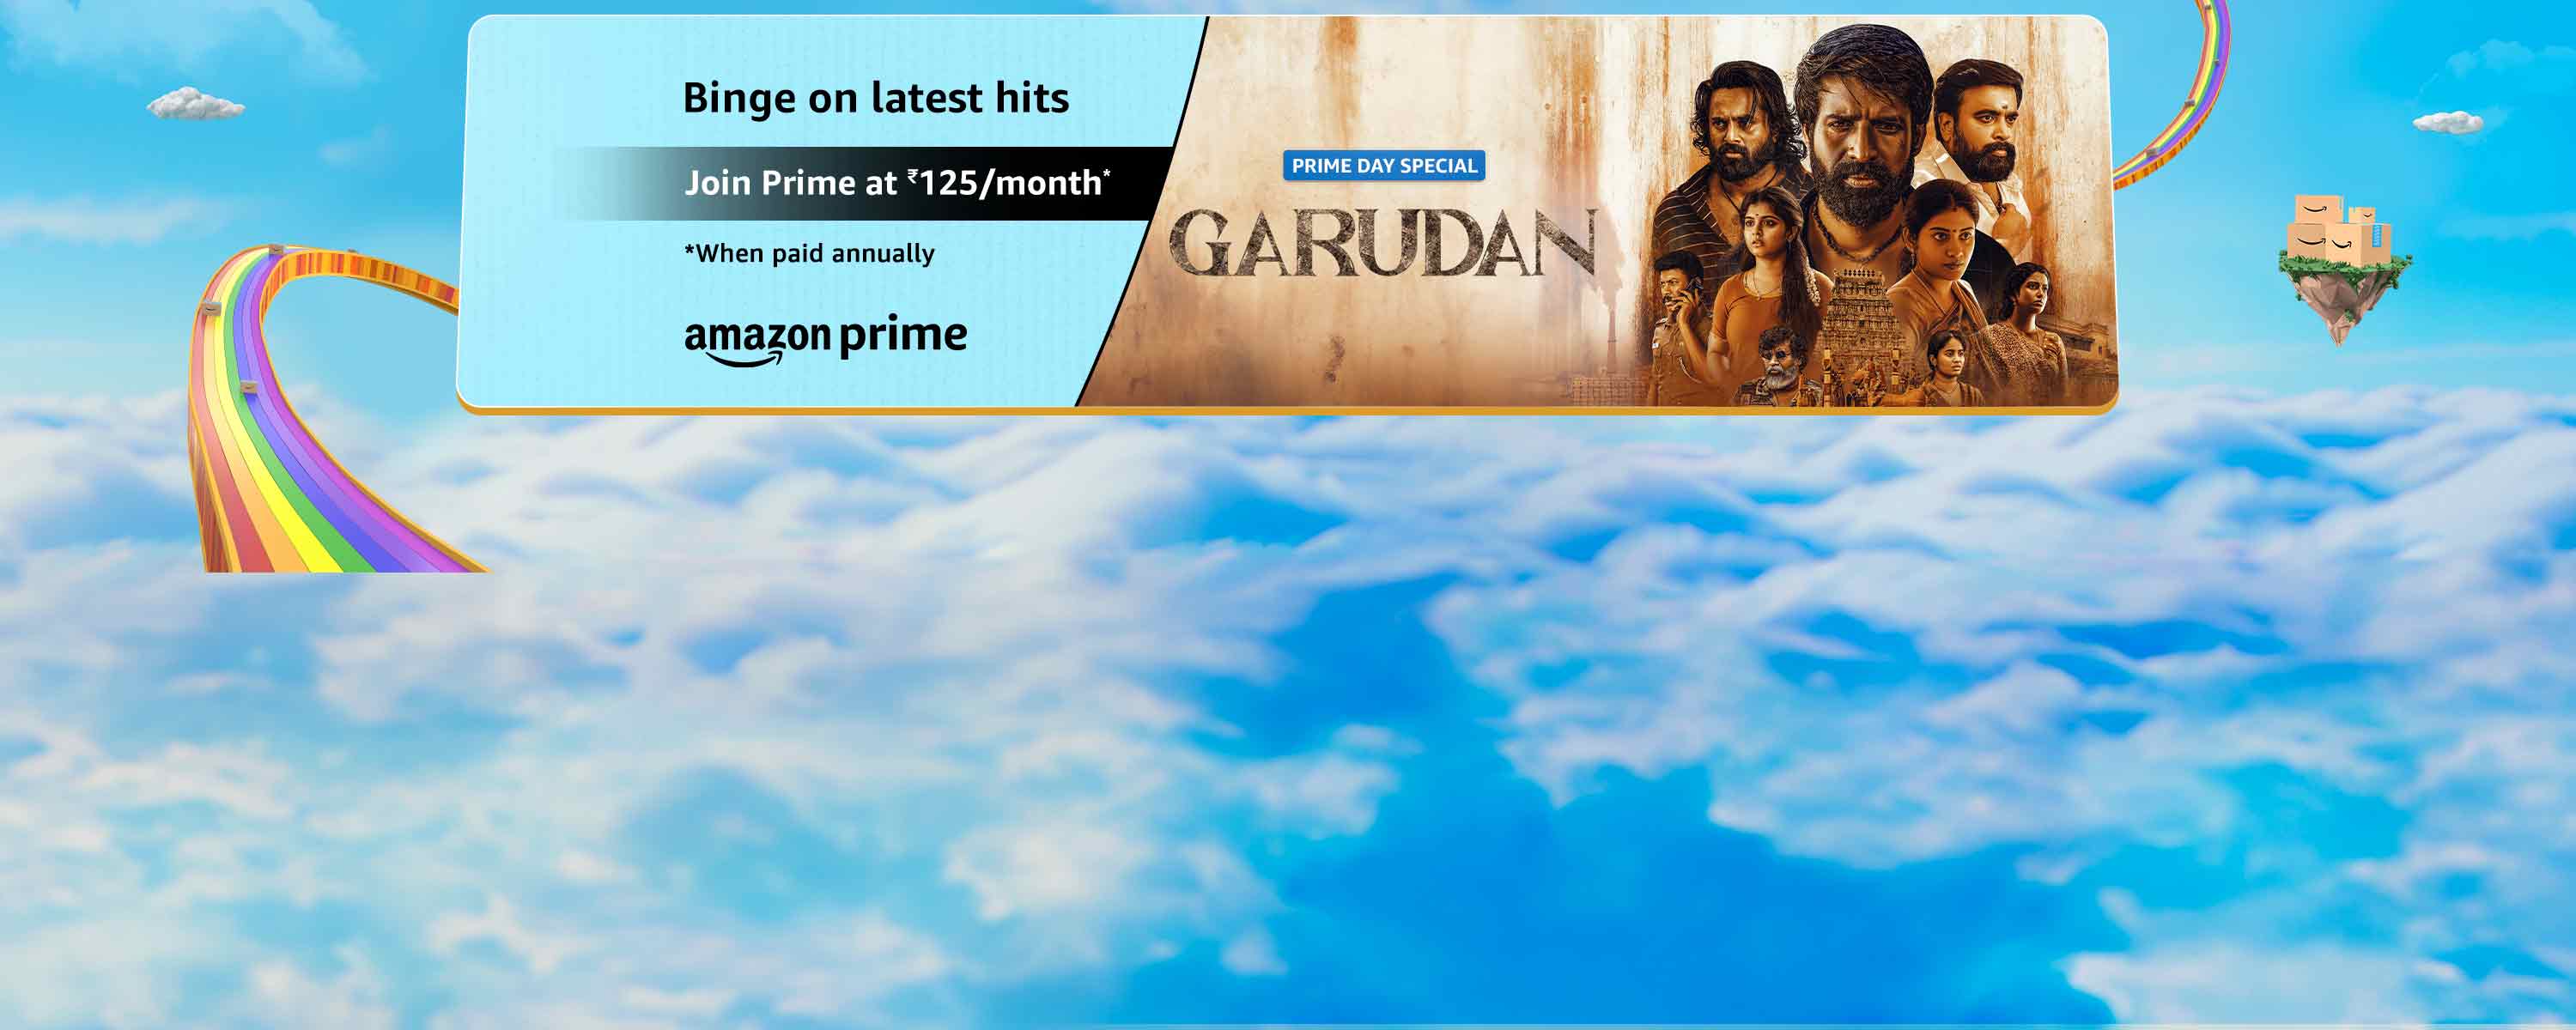 Binge on latest hits
Join Prime at ₹125/month*
*When paid annually
amazon prime
PRIME DAY SPECIAL
GARUDAN